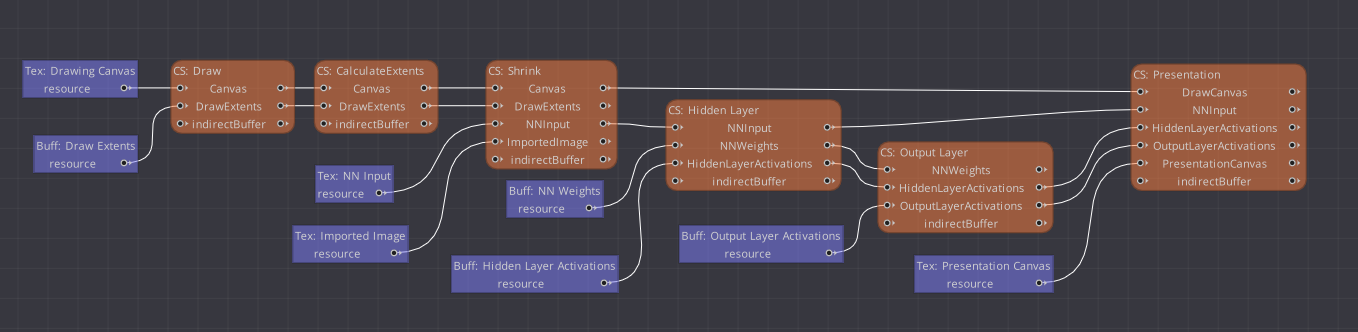 Tex: Drawing Canvas
resource
Buff: Draw Extents
resource
CS: Draw
Canvas
DrawExtents
indirectBuffer
CS: CalculateExtents
Canvas
DrawExtents
indirectBuffer
Tex: NN Input
resource
Tex: Imported Image
resource
CS: Shrink
Canvas
DrawExtents
NNInput
ImportedImage
indirectBuffer
Buff: NN Weights
resource
Buff: Hidden Layer Activations
resource
CS: Hidden Layer
NNInput
NNWeights
HiddenLayerActivations
indirectBuffer
Buff: Output Layer Activations
resource
CS: Output Layer
NNWeights
HiddenLayerActivations
OutputLayerActivations
indirectBuffer
Tex: Presentation Canvas
resource
CS: Presentation
DrawCanvas
NNInput
HiddenLayerActivations
OutputLayerActivations
PresentationCanvas
indirectBuffer